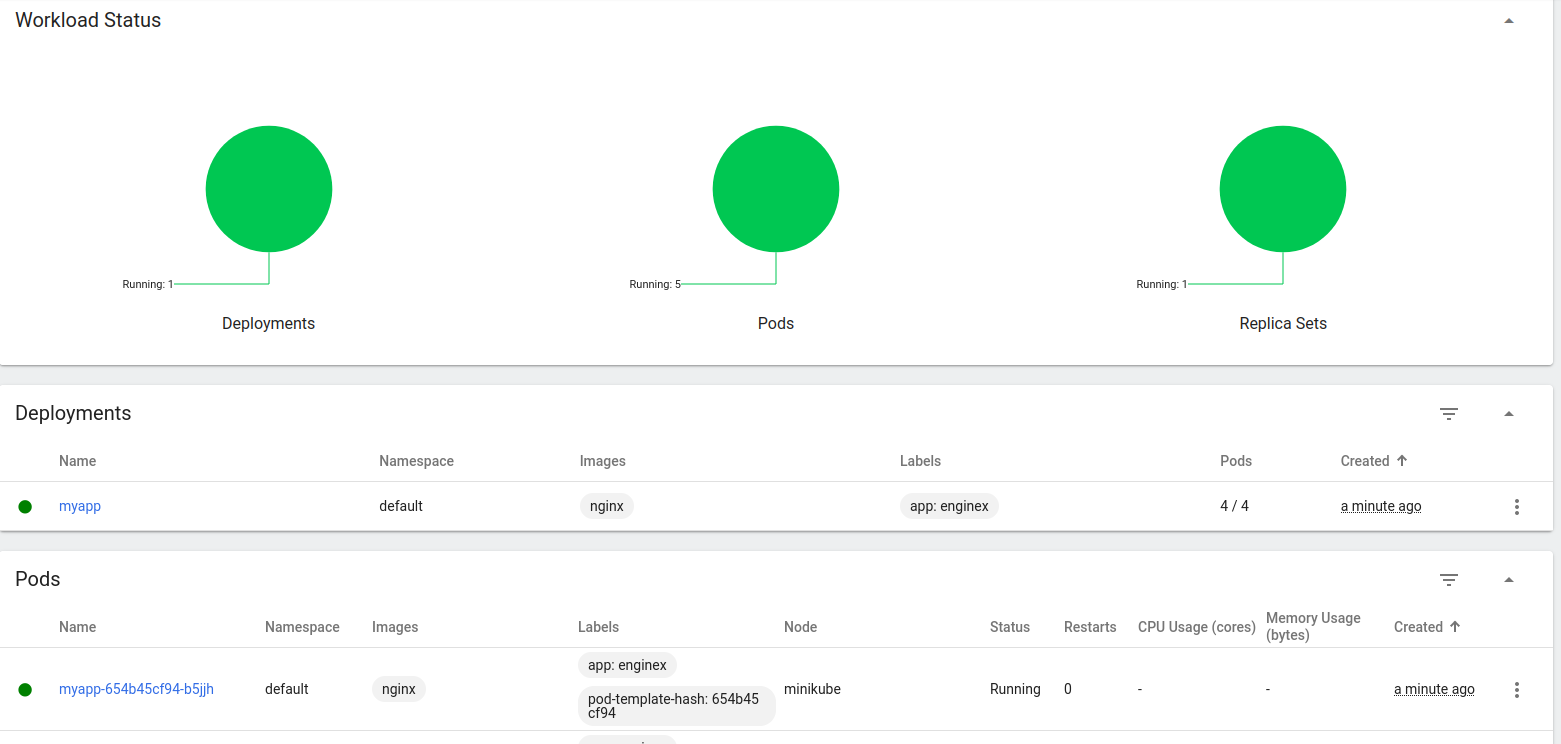 Workload Status
Running: 1
Running: 5
Running: 1
Deployments
Pods
Replica Sets
Deployments
Name Namespace Images Labels Pods Created
myapp default nginx app: enginex 4 / 4 a minute ago
Pods
Name Namespace Images Labels Node Status Restarts CPU Usage (cores) Memory Usage (bytes) Created
app: enginex
myapp-654b45cf94-b5jjh default nginx pod-template-hash: 654b45cf94 minikube Running 0 - - a minute ago